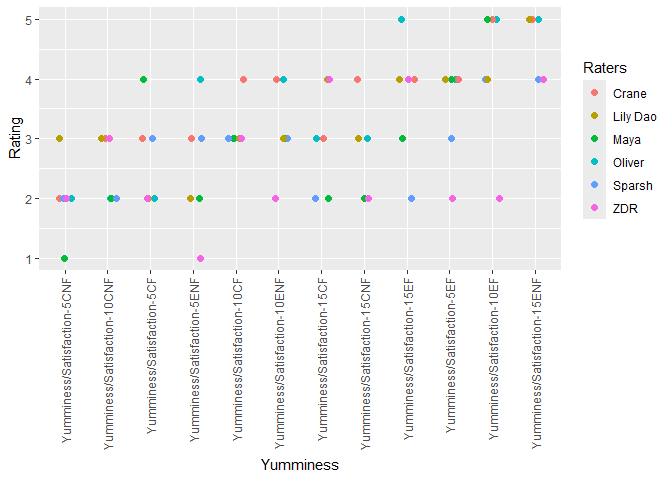 5
4
3
2
1
Rating
Yumminess/Satisfaction-5CNF
Yumminess/Satisfaction-10CNF
Yumminess/Satisfaction-5CF
Yumminess/Satisfaction-5ENF
Yumminess/Satisfaction-10CF
Yumminess/Satisfaction-10ENF
Yumminess/Satisfaction-15CF
Yumminess/Satisfaction-15CNF
Yumminess/Satisfaction-15EF
Yumminess/Satisfaction-5EF
Yumminess/Satisfaction-10EF
Yumminess/Satisfaction-15ENF
Yumminess
Raters
Crane
Lily Dao
Maya
Oliver
Sparsh
ZDR